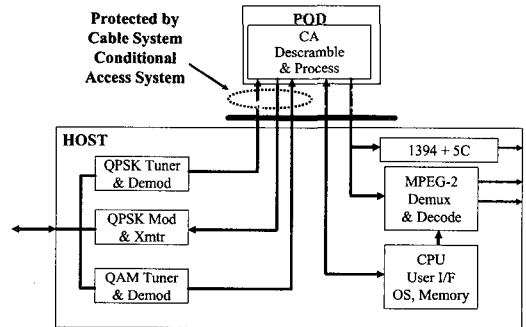 Protected by
Cable System
Conditional
Access System
POD
CA
Descramble
& Process
HOST
QPSK Tuner
& Demod
QPSK Mod
& Xmtr
QAM Tuner
& Demod
1394 + 5C
MPEG-2
Demux
& Decode
CPU
User I/F
OS, Memory